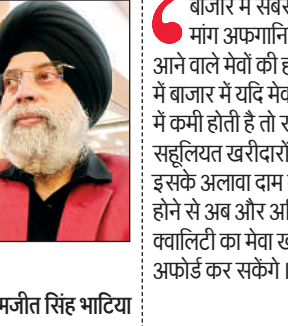 बाजार में सबस
मांग अफगानि
आने वाले मेवों की ह
में बाजार में यदि मेव
में कमी होती है तो स
सहूलियत खरीदारों
इसके अलावा दाम
होने से अब और अि
क्वालिटी का मेवा ख
अफोर्ड कर सकेंगे।
मजीत सिंह भाटिया